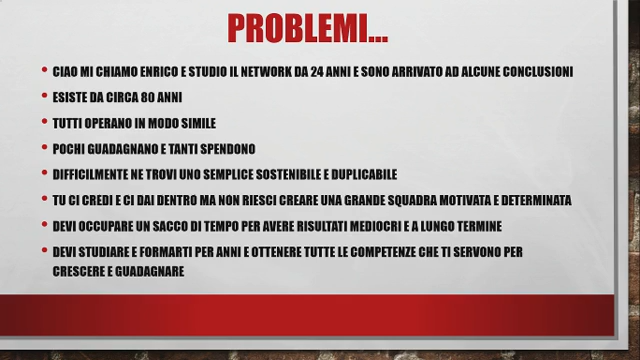 PROBLEMI...
• CIAO MI CHIAMO ENRICO E STUDIO IL NETWORK DA 24 ANNI E SONO ARRIVATO AD ALCUNE CONCLUSIONI
• ESISTE DA CIRCA 80 ANNI
• TUTTI OPERANO IN MODO SIMILE
• POCHI GUADAGNANO E TANTI SPENDONO
• DIFFICILMENTE NE TROVI UNO SEMPLICE SOSTENIBILE E DUPLICABILE
• TU CI CREDI E CI DAI DENTRO MA NON RIESCI CREARE UNA GRANDE SQUADRA MOTIVATA E DETERMINATA
• DEVI OCCUPARE UN SACCO DI TEMPO PER AVERE RISULTATI MEDIOCRI E A LUNGO TERMINE
• DEVI STUDIARE E FORMARTI PER ANNI E OTTENERE TUTTE LE COMPETENZE CHE TI SERVONO PER
CRESCERE E GUADAGNARE